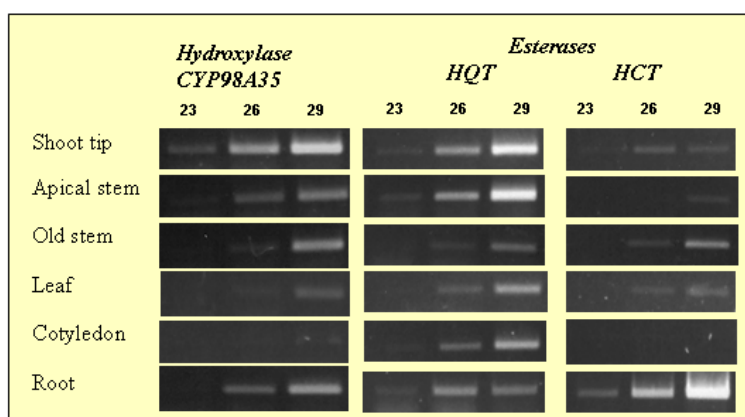 Hydroxylase
CYP98A35
Esterases
HQT HCT
23 26 29 23 26 29 23 26 29
Shoot tip
Apical stem
Old stem
Leaf
Cotyledon
Root